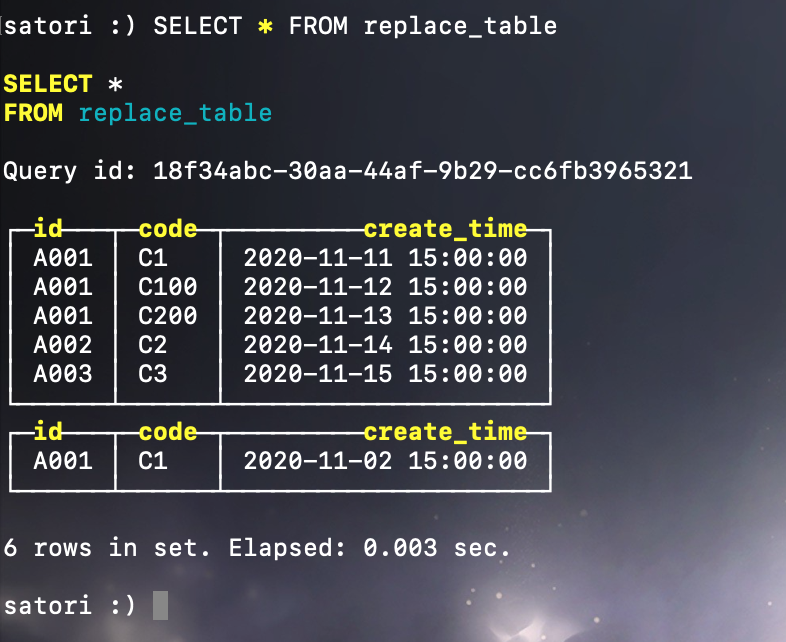 satori :) SELECT * FROM replace_table
SELECT *
FROM replace_table
Query id: 18f34abc-30aa-44af-9b29-cc6fb3965321
id code create_time
A001 C1 2020-11-11 15:00:00
A001 C100 2020-11-12 15:00:00
A001 C200 2020-11-13 15:00:00
A002 C2 2020-11-14 15:00:00
A003 C3 2020-11-15 15:00:00
id code create_time
A001 C1 2020-11-02 15:00:00
6 rows in set. Elapsed: 0.003 sec.
satori :)